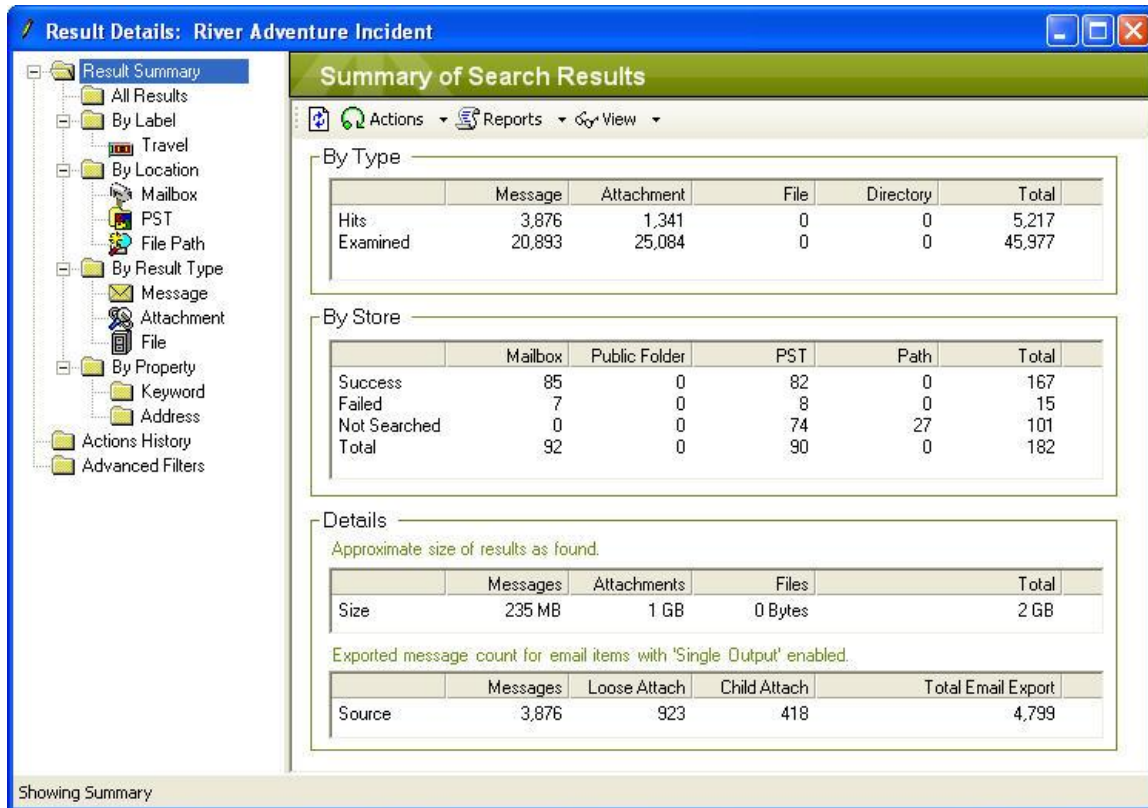 Result Details: River Adventure Incident
Result Summary
All Results
By Label
Travel
By Location
Mailbox
PST
File Path
By Result Type
Message
Attachment
File
By Property
Keyword
Address
Actions History
Advanced Filters
Summary of Search Results
Actions Reports View
By Type
Message Attachment File Directory Total
Hits 3,876 1,341 0 0 5,217
Examined 20,893 25,084 0 0 45,977
By Store
Mailbox Public Folder PST Path Total
Success 85 0 82 0 167
Failed 7 0 8 0 15
Not Searched 0 0 74 27 101
Total 92 0 90 0 182
Details
Approximate size of results as found.
Messages Attachments Files Total
Size 235 MB 1 GB 0 Bytes 2 GB
Exported message count for email items with 'Single Output' enabled.
Messages Loose Attach Child Attach Total Email Export
Source 3,876 923 418 4,799
Showing Summary